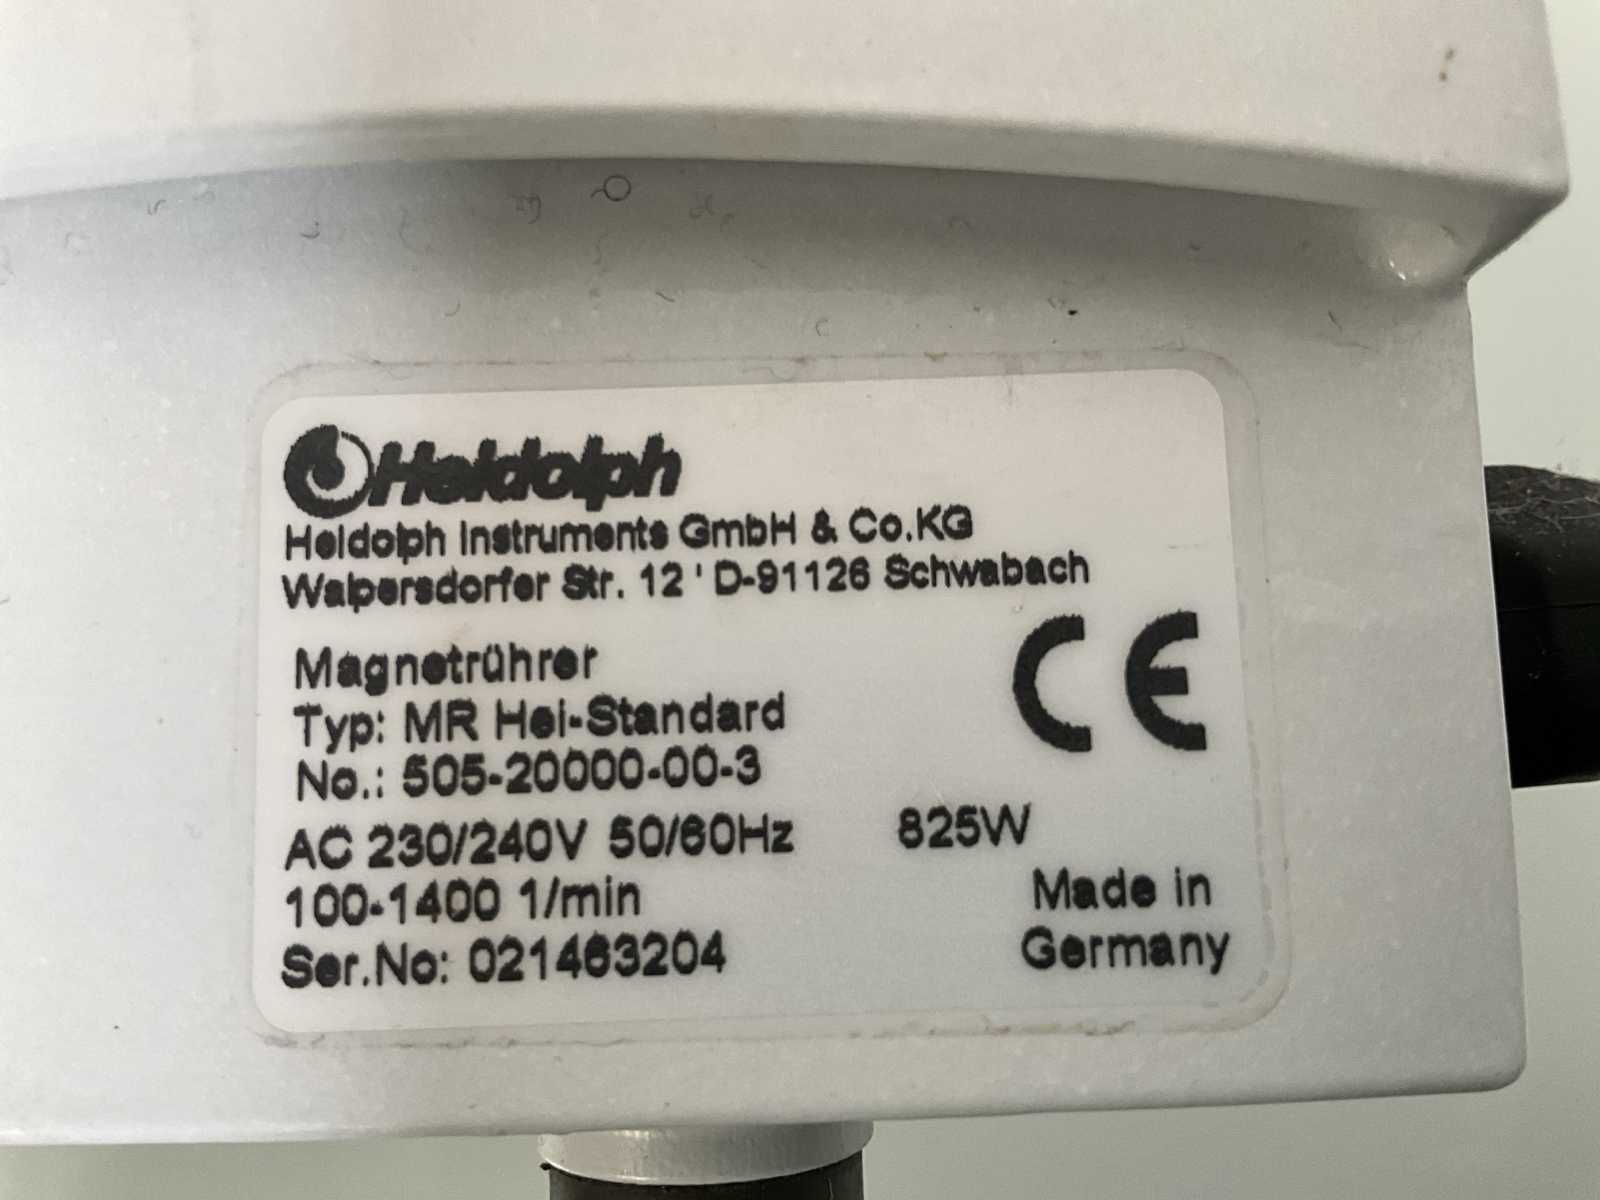 Heidolph
Heidolph Instruments GmbH & Co.KG
Walpersdorfer Str. 12 ' D-91126 Schwabach
Magnetrührer
Typ: MR Hei-Standard
No.: 505-20000-00-3
CE
AC 230/240V 50/60Hz 825W
100-1400 1/min
Made in
Germany
Ser.No: 021463204